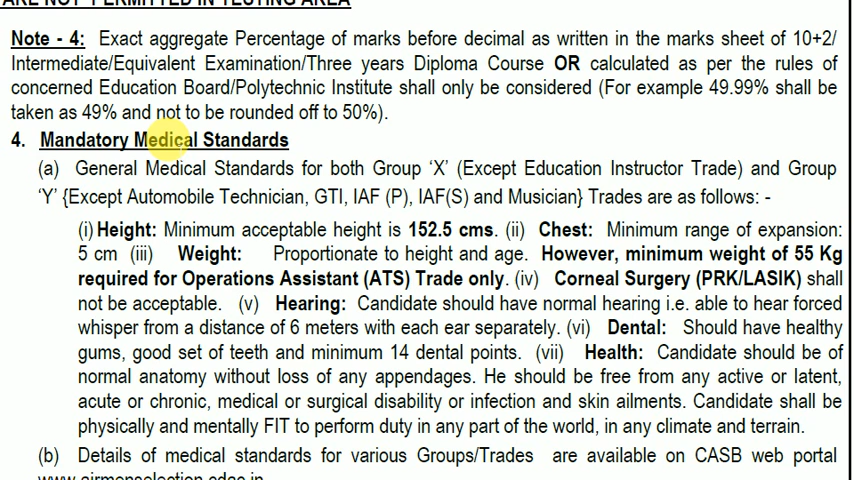 ARE NOT PERMITTED IN TESTING AREA
Note - 4: Exact aggregate Percentage of marks before decimal as written in the marks sheet of 10+2/
Intermediate/Equivalent Examination/Three years Diploma Course OR calculated as per the rules of
concerned Education Board/Polytechnic Institute shall only be considered (For example 49.99% shall be
taken as 49% and not to be rounded off to 50%).
4. Mandatory Medical Standards
(a) General Medical Standards for both Group ‘X’ (Except Education Instructor Trade) and Group
‘Y’ {Except Automobile Technician, GTI, IAF (P), IAF(S) and Musician} Trades are as follows: -
(i) Height: Minimum acceptable height is 152.5 cms. (ii) Chest: Minimum range of expansion:
5 cm (iii) Weight: Proportionate to height and age. However, minimum weight of 55 Kg
required for Operations Assistant (ATS) Trade only. (iv) Corneal Surgery (PRK/LASIK) shall
not be acceptable. (v) Hearing: Candidate should have normal hearing i.e. able to hear forced
whisper from a distance of 6 meters with each ear separately. (vi) Dental: Should have healthy
gums, good set of teeth and minimum 14 dental points. (vii) Health: Candidate should be of
normal anatomy without loss of any appendages. He should be free from any active or latent,
acute or chronic, medical or surgical disability or infection and skin ailments. Candidate shall be
physically and mentally FIT to perform duty in any part of the world, in any climate and terrain.
(b) Details of medical standards for various Groups/Trades are available on CASB web portal
www.airmenselection.cdac.in